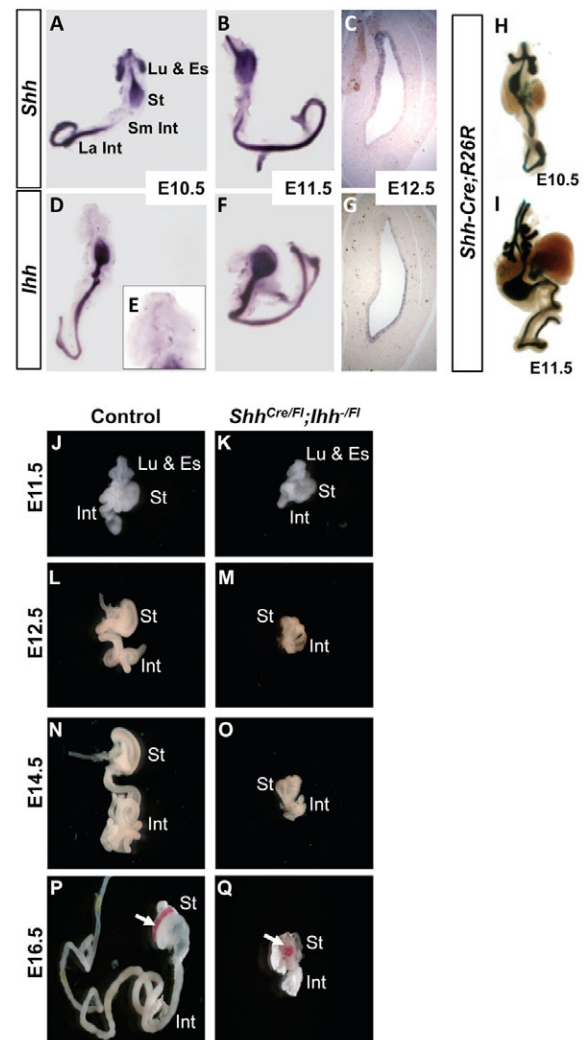 A
B
C
H
Shh
Lu & Es
St
Sm Int
La Int
E10.5
E11.5
E12.5
E10.5
Shh-Cre;R26R
D
E
F
G
I
Ihh
E11.5
Control
Shh^Cre/Fl;Ihh^-/Fl
J
Lu & Es
St
Int
K
Lu & Es
St
Int
E11.5
L
St
Int
M
St
Int
E12.5
N
St
Int
O
St
Int
E14.5
P
St
Int
Q
St
Int
E16.5